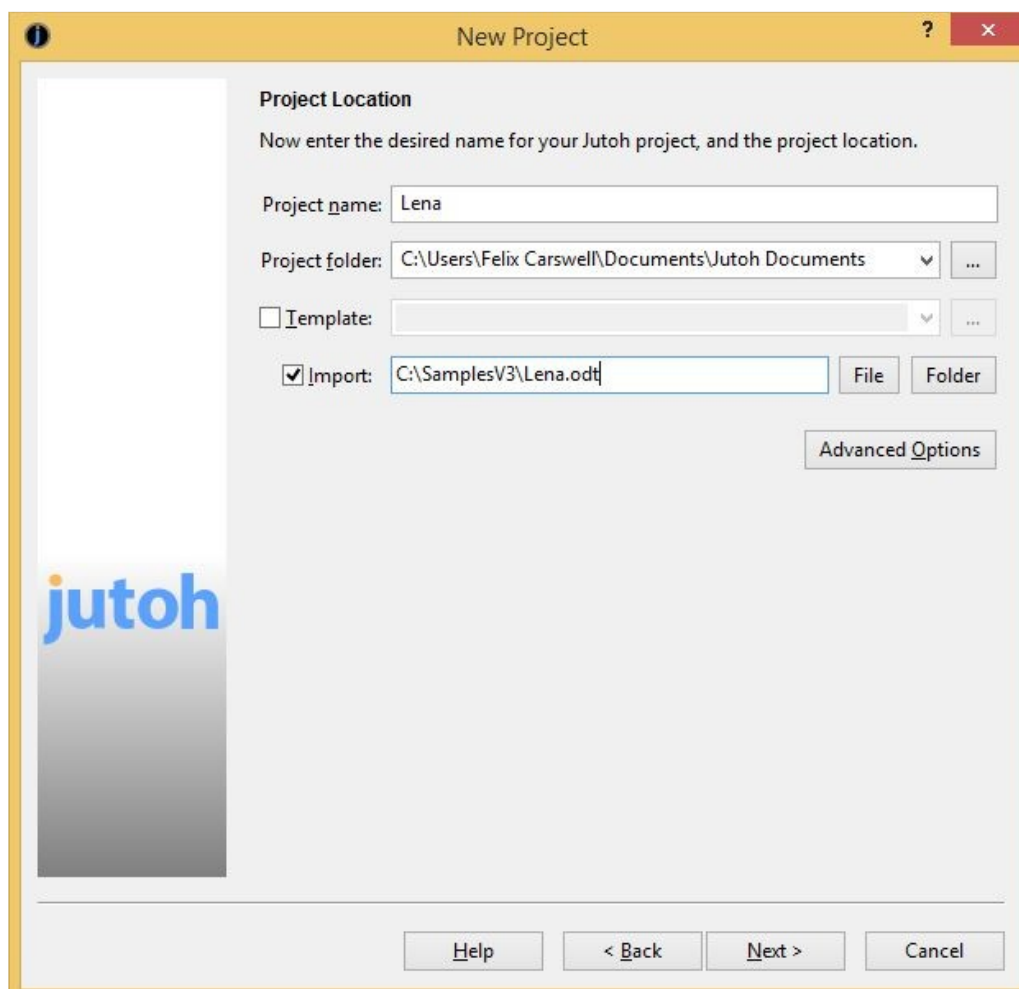 New Project
?
Project Location
Now enter the desired name for your Jutoh project, and the project location.
Project name: Lena
Project folder: C:\Users\Felix Carswell\Documents\Jutoh Documents ...
Template: ...
Import: C:\SamplesV3\Lena.odt File Folder
Advanced Options
jutoh
Help < Back Next > Cancel